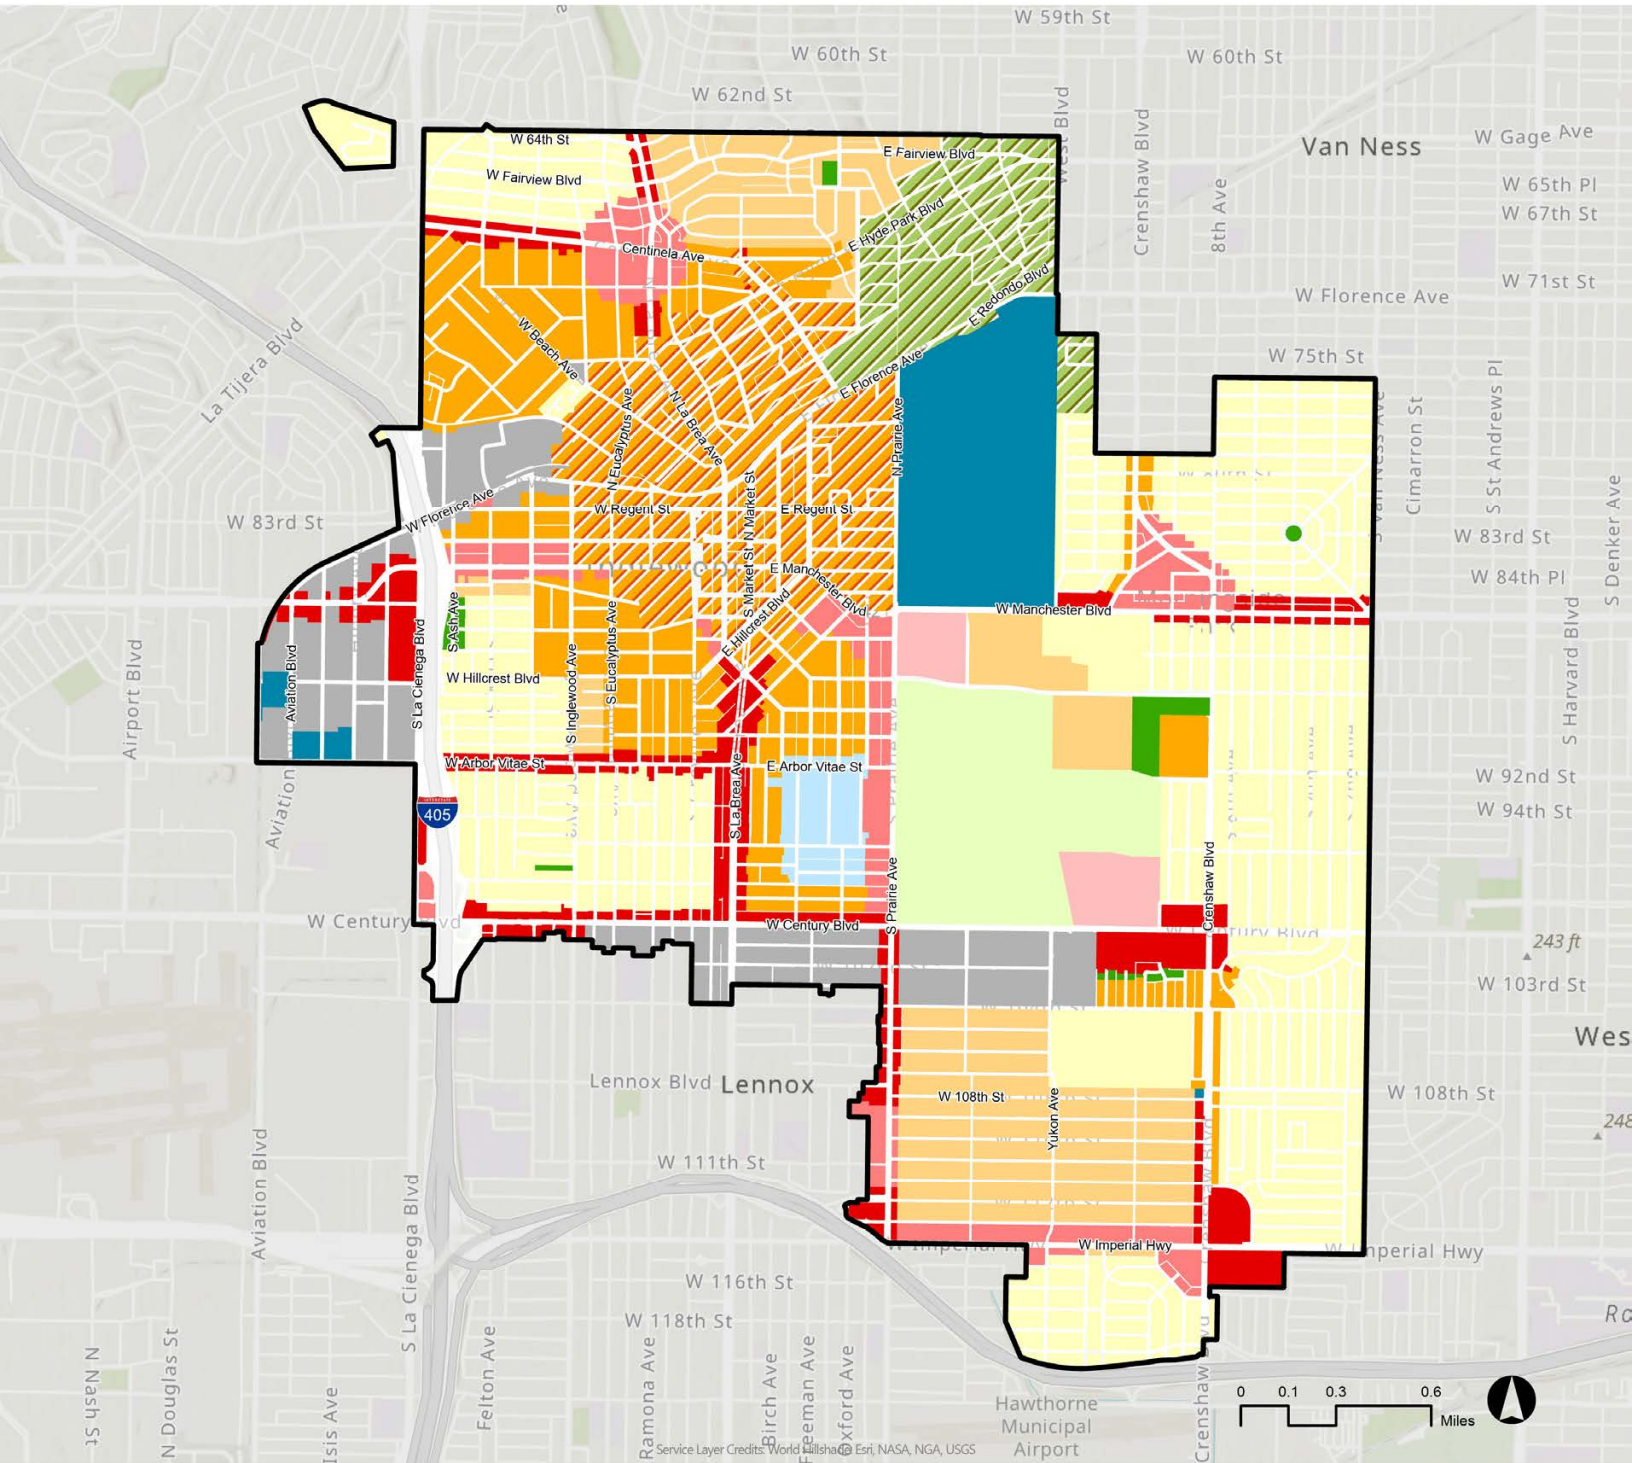 W 59th St
W 60th St
W 60th St
W 62nd St
Crenshaw Blvd
Van Ness
W Gage Ave
W 64th St
E Fairview Blvd
W Fairview Blvd
W 65th Pl
W 67th St
8th Ave
E Hyde Park Blvd
Centinela Ave
W 71st St
E Redondo Blvd
W Florence Ave
La Tijera Blvd
W Beach Ave
W 75th St
E Florence Ave
N La Brea Ave
N Eucalyptus Ave
N Prairie Ave
Cimarron St
S St Andrews Pl
W Florence Ave
N Market St
W 83rd St
W Regent St
E Regent St
W 83rd St
S Denker Ave
E Manchester Blvd
W 84th Pl
W Manchester Blvd
S Market St
S Ash Ave
E Hillcrest Blvd
S Eucalyptus Ave
S Inglewood Ave
S La Cienega Blvd
Aviation Blvd
Airport Blvd
W Hillcrest Blvd
S Harvard Blvd
W Arbor Vitae St
E Arbor Vitae St
W 92nd St
INTERSTATE
405
S La Brea Ave
W 94th St
Aviation
S Prairie Ave
Crenshaw Blvd
W Century Blvd
W Century Blvd
243 ft
W 103rd St
Wes
Lennox Blvd
Lennox
W 108th St
Yukon Ave
W 108th St
248
Aviation Blvd
W 111th St
S La Cienega Blvd
W Imperial Hwy
W Imperial Hwy
W 116th St
W 118th St
Ro
N Nash St
N Douglas St
Isis Ave
Felton Ave
Ramona Ave
Birch Ave
Freeman Ave
Oxford Ave
Crenshaw Blvd
Hawthorne
Municipal
Airport
0 0.1 0.3 0.6
Miles
Service Layer Credits: World Hillshade: Esri, NASA, NGA, USGS